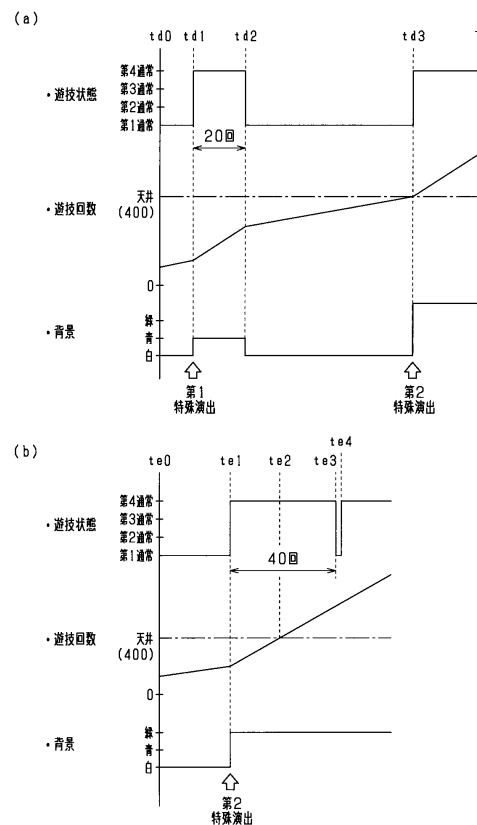 (a)
td0 td1 td2 td3
・遊技状態
第4通常
第3通常
第2通常
第1通常
20回
・遊技回数
天井
(400)
0
・背景
緑
青
白
第1
特殊演出
第2
特殊演出
(b)
te0 te1 te2 te3 te4
・遊技状態
第4通常
第3通常
第2通常
第1通常
40回
・遊技回数
天井
(400)
0
・背景
緑
青
白
第2
特殊演出